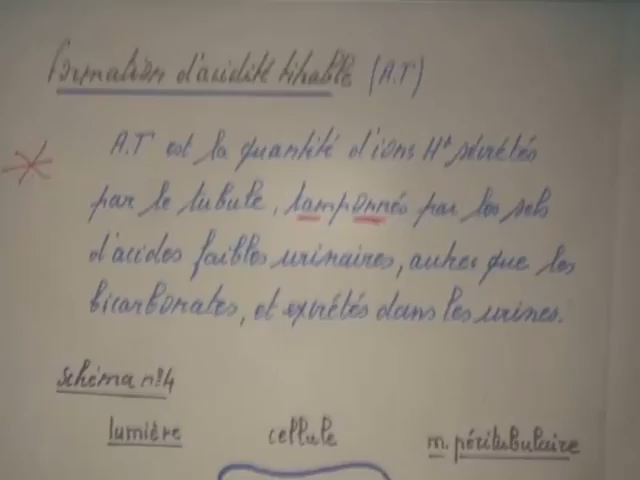 Formation d'acidité titrable (A.T)
A.T est la quantité d'ions H⁺ sécrétés
par le tubule, tamponnés par les sels
d'acides faibles urinaires, autres que les
bicarbonates, et excrétés dans les urines.
Schéma n°4
lumière cellule m. péritubulaire